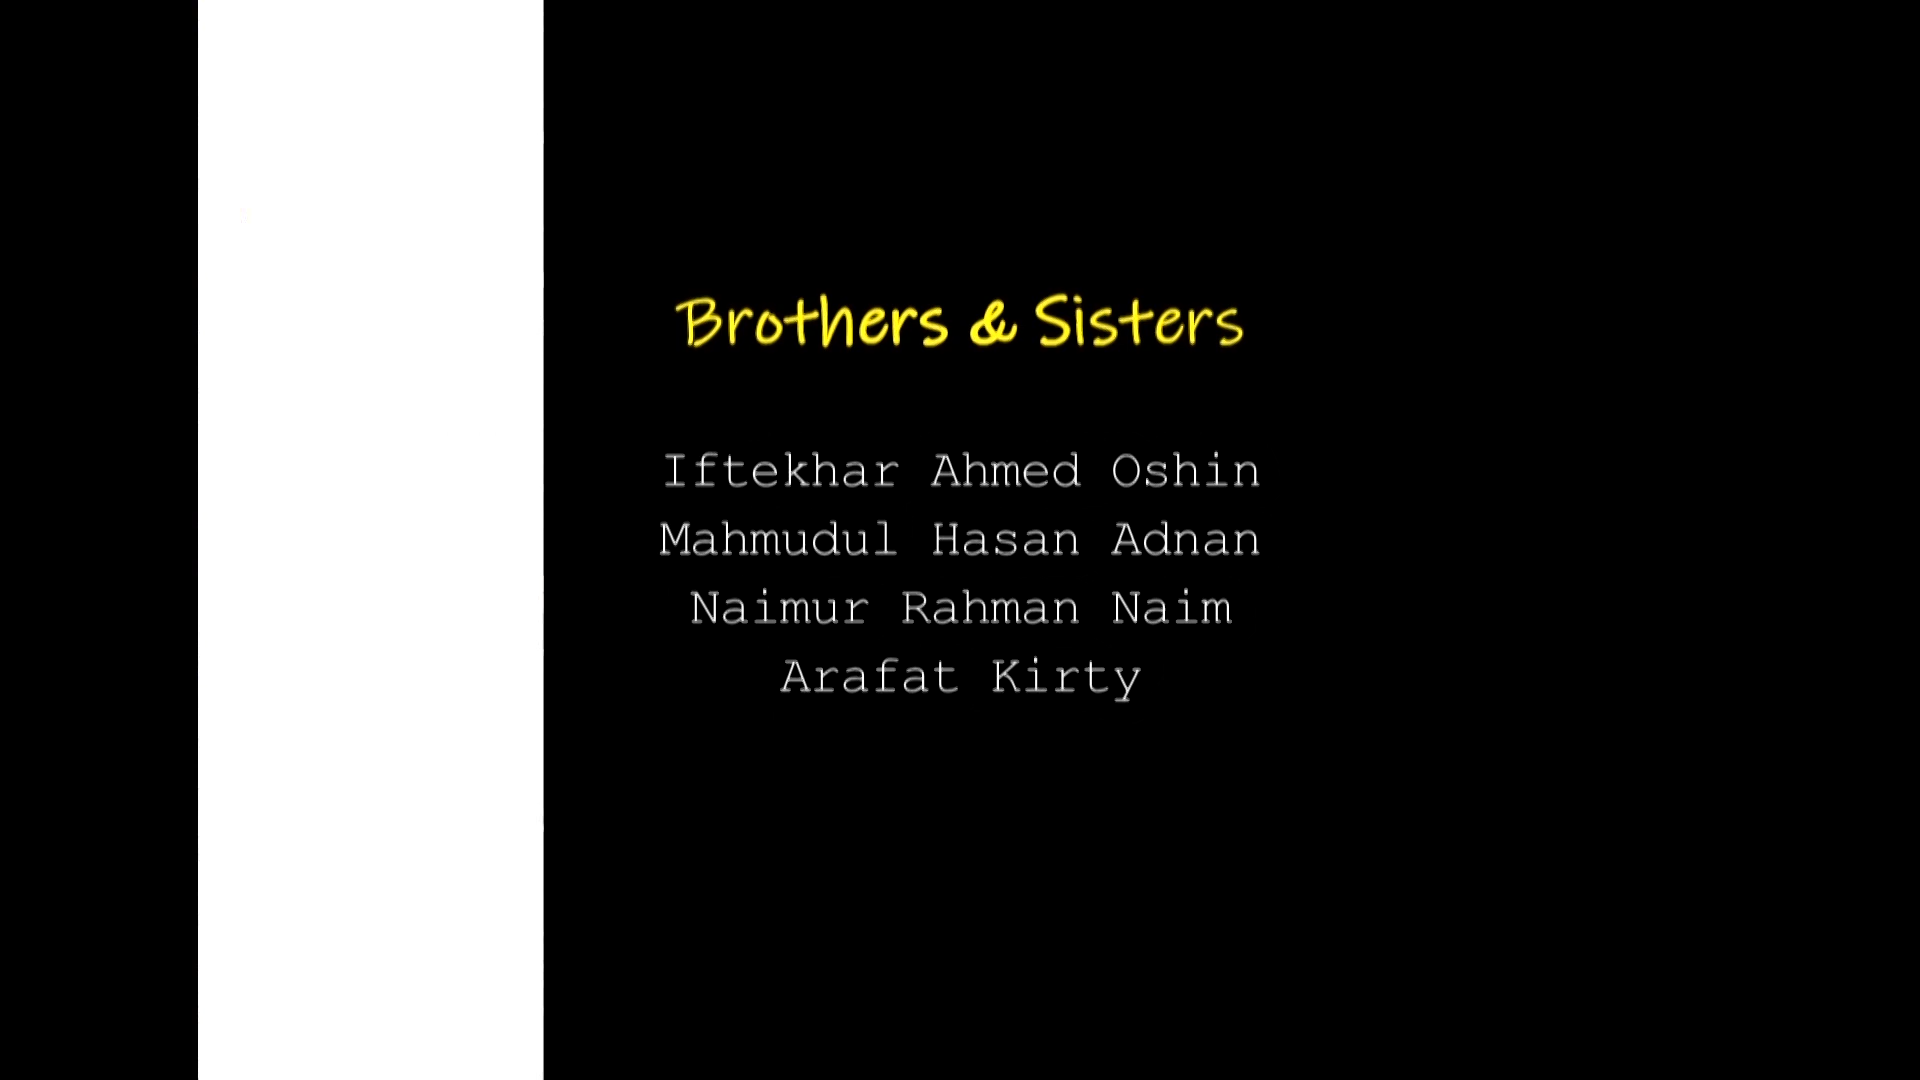 Brothers & Sisters
Iftekhar Ahmed Oshin
Mahmudul Hasan Adnan
Naimur Rahman Naim
Arafat Kirty